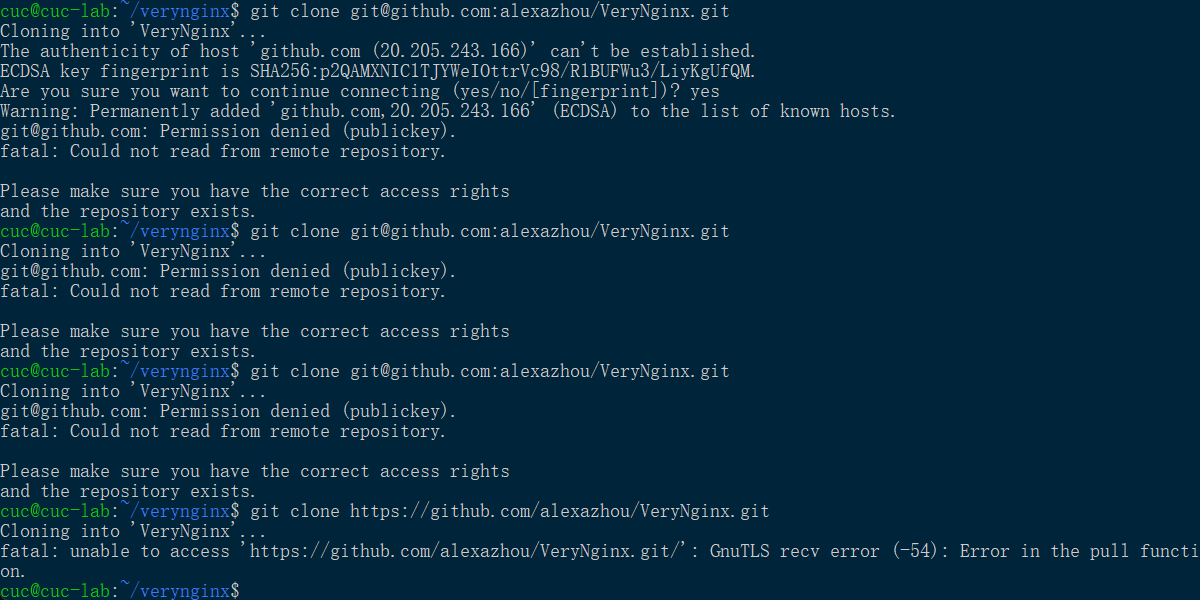 cuc@cuc-lab:~/verynginx$ git clone git@github.com:alexazhou/VeryNginx.git
Cloning into 'VeryNginx'...
The authenticity of host 'github.com (20.205.243.166)' can't be established.
ECDSA key fingerprint is SHA256:p2QAMXNIC1TJYWeIOttrVc98/R1BUFWu3/LiyKgUfQM.
Are you sure you want to continue connecting (yes/no/[fingerprint])? yes
Warning: Permanently added 'github.com,20.205.243.166' (ECDSA) to the list of known hosts.
git@github.com: Permission denied (publickey).
fatal: Could not read from remote repository.

Please make sure you have the correct access rights
and the repository exists.
cuc@cuc-lab:~/verynginx$ git clone git@github.com:alexazhou/VeryNginx.git
Cloning into 'VeryNginx'...
git@github.com: Permission denied (publickey).
fatal: Could not read from remote repository.

Please make sure you have the correct access rights
and the repository exists.
cuc@cuc-lab:~/verynginx$ git clone git@github.com:alexazhou/VeryNginx.git
Cloning into 'VeryNginx'...
git@github.com: Permission denied (publickey).
fatal: Could not read from remote repository.

Please make sure you have the correct access rights
and the repository exists.
cuc@cuc-lab:~/verynginx$ git clone https://github.com/alexazhou/VeryNginx.git
Cloning into 'VeryNginx'...
fatal: unable to access 'https://github.com/alexazhou/VeryNginx.git/': GnuTLS recv error (-54): Error in the pull functi
on.
cuc@cuc-lab:~/verynginx$